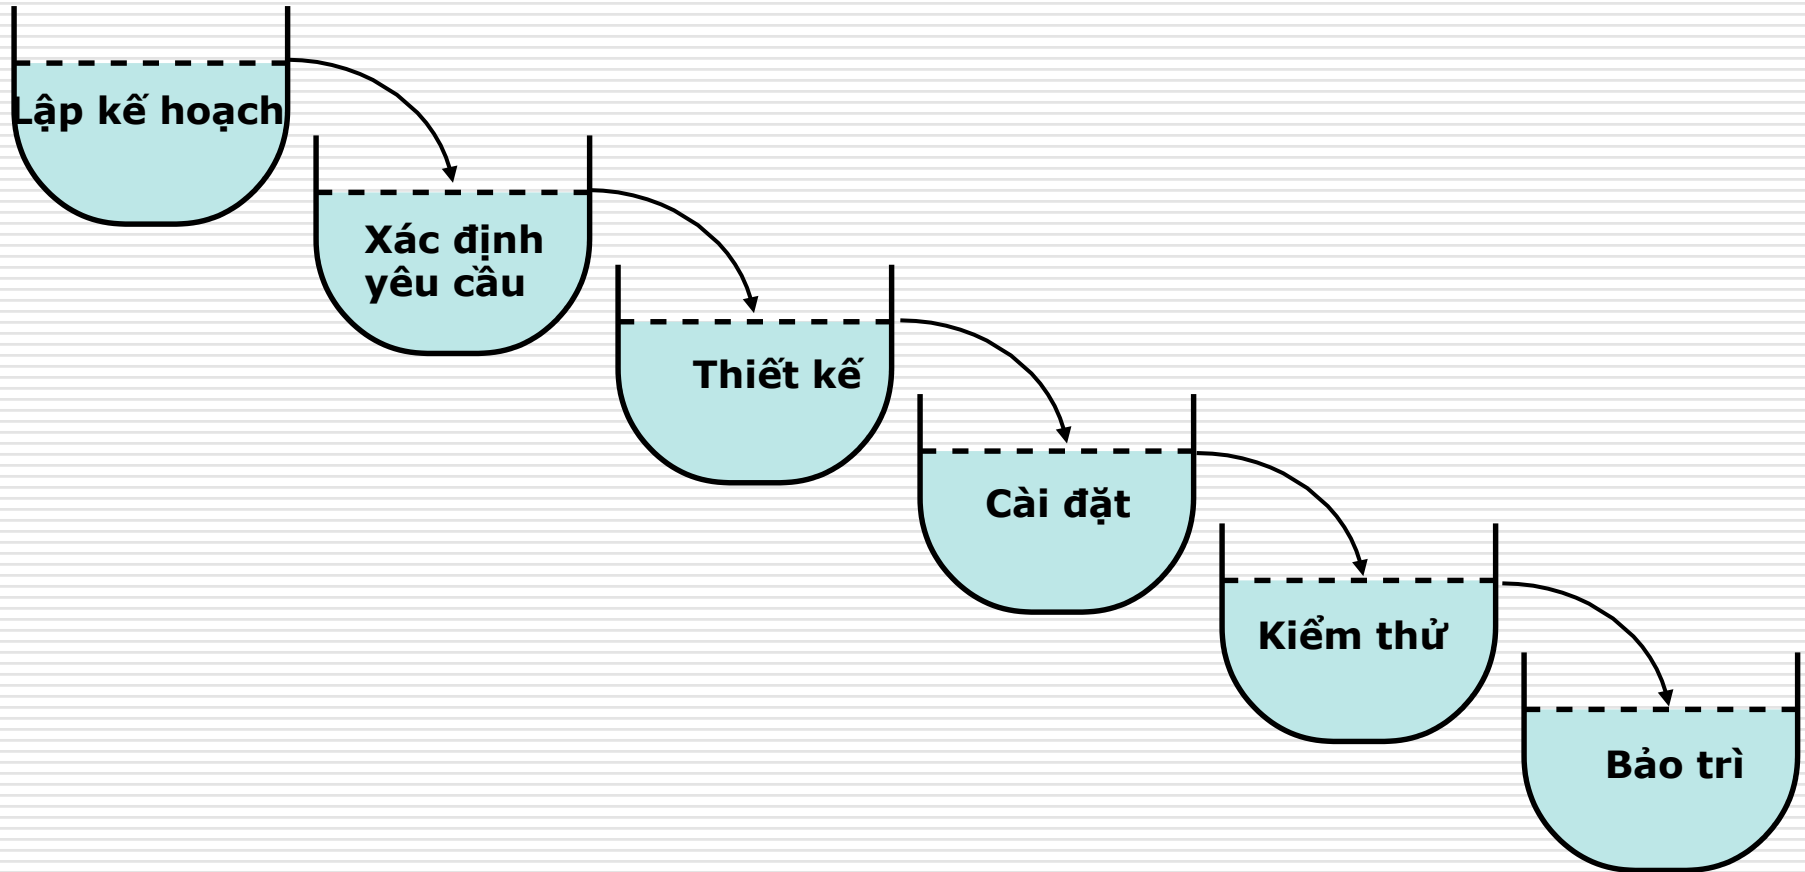 Lập kế hoạch
Xác định
yêu cầu
Thiết kế
Cài đặt
Kiểm thử
Bảo trì